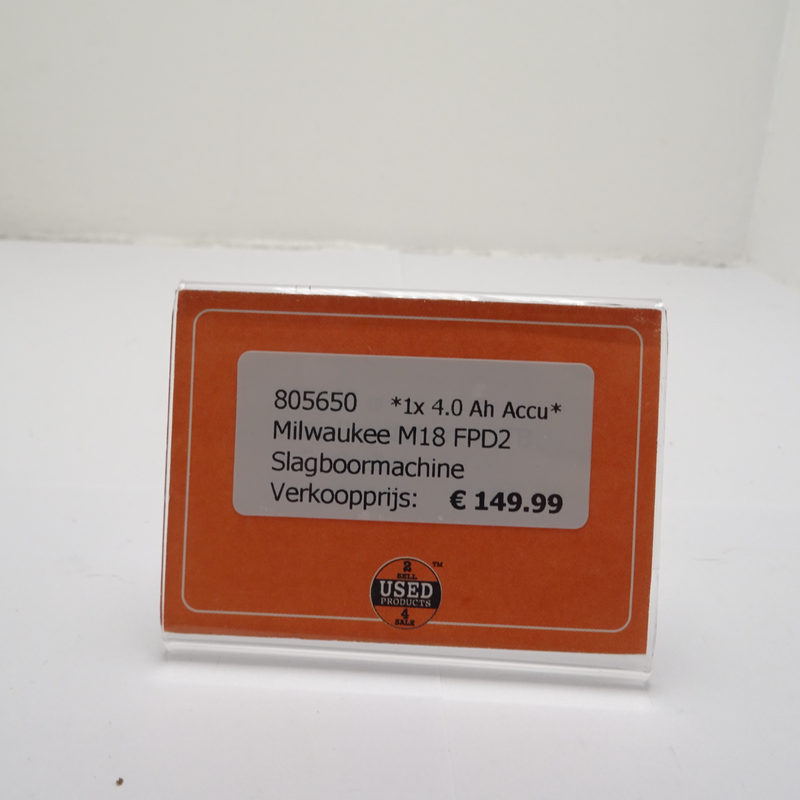 805650 *1x 4.0 Ah Accu*
Milwaukee M18 FPD2
Slagboormachine
Verkoopprijs: € 149.99
2 TM
SELL
USED
PRODUCTS
4
SALE